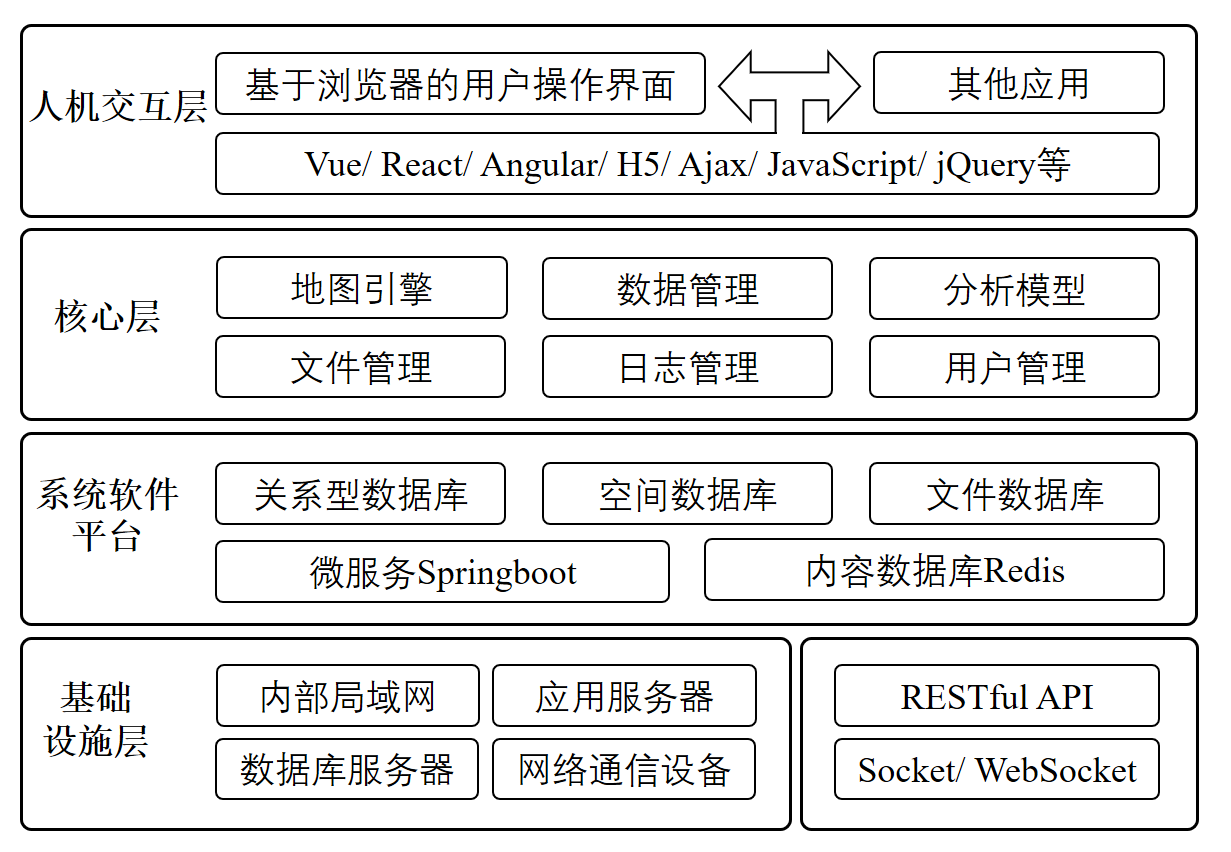 人机交互层
基于浏览器的用户操作界面
其他应用
Vue/ React/ Angular/ H5/ Ajax/ JavaScript/ jQuery等
核心层
地图引擎
数据管理
分析模型
文件管理
日志管理
用户管理
系统软件
平台
关系型数据库
空间数据库
文件数据库
微服务Springboot
内容数据库Redis
基础
设施层
内部局域网
应用服务器
数据库服务器
网络通信设备
RESTful API
Socket/ WebSocket